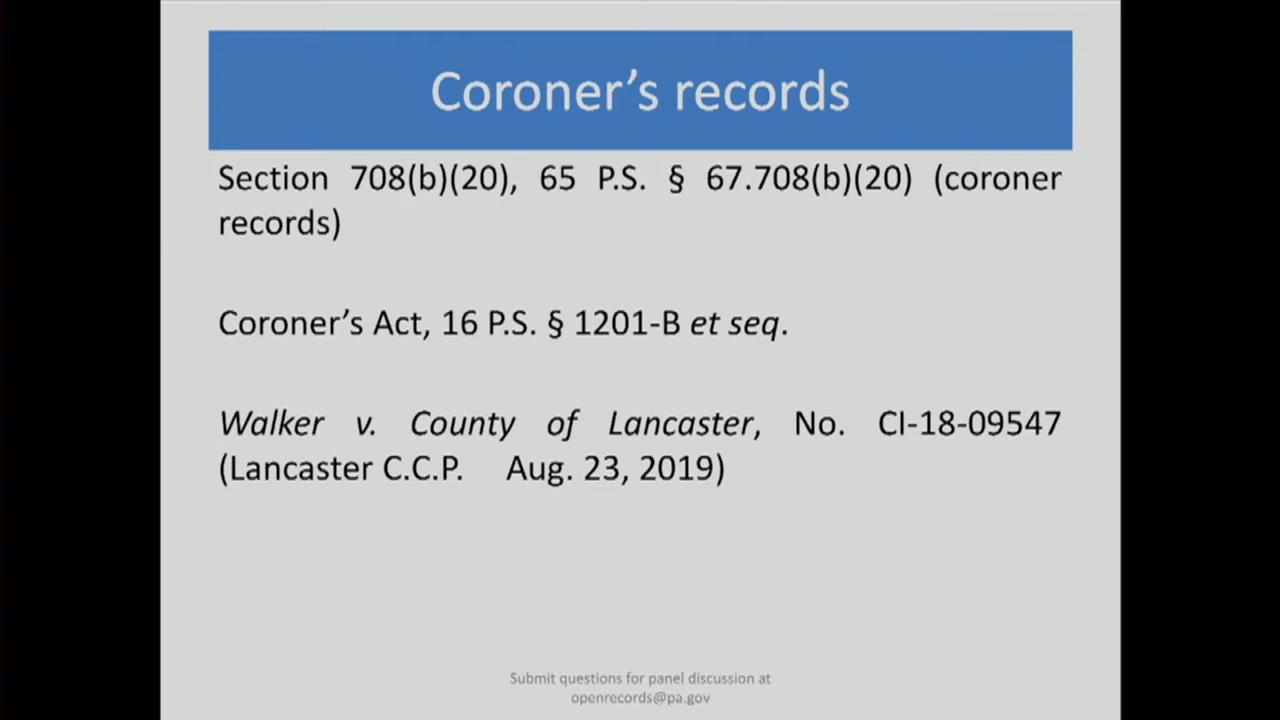 Coroner's records
Section 708(b)(20), 65 P.S. § 67.708(b)(20) (coroner
records)
Coroner's Act, 16 P.S. § 1201-B et seq.
Walker v. County of Lancaster, No. CI-18-09547
(Lancaster C.C.P. Aug. 23, 2019)
Submit questions for panel discussion at
openrecords@pa.gov